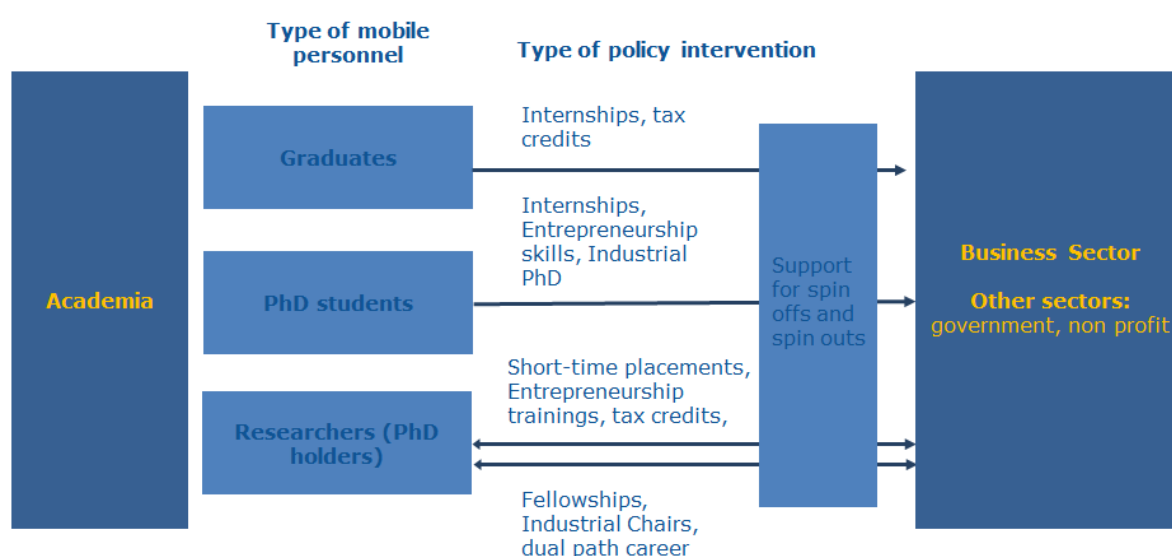 Type of mobile
personnel
Type of policy intervention
Academia
Graduates
Internships, tax
credits
PhD students
Internships,
Entrepreneurship
skills, Industrial
PhD
Researchers (PhD
holders)
Short-time placements,
Entrepreneurship
trainings, tax credits,
Fellowships,
Industrial Chairs,
dual path career
Support
for spin
offs and
spin outs
Business Sector
Other sectors:
government, non profit